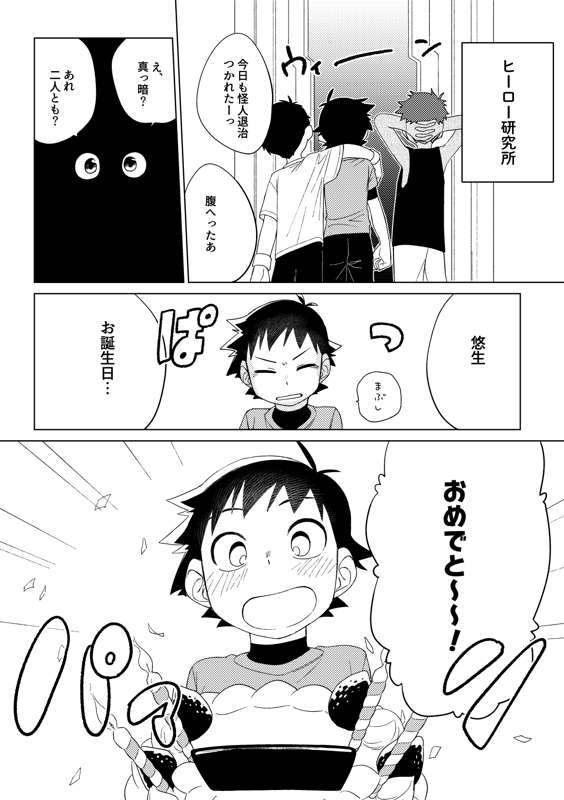 ヒーロー研究所
ウィーン
今日も怪人退治
つかれたーっ
腹へったぁ
え、
真っ暗?
あれ
二人とも?
悠生
ぱっ
まぶし
お誕生日…
おめでと〜〜!
パァン